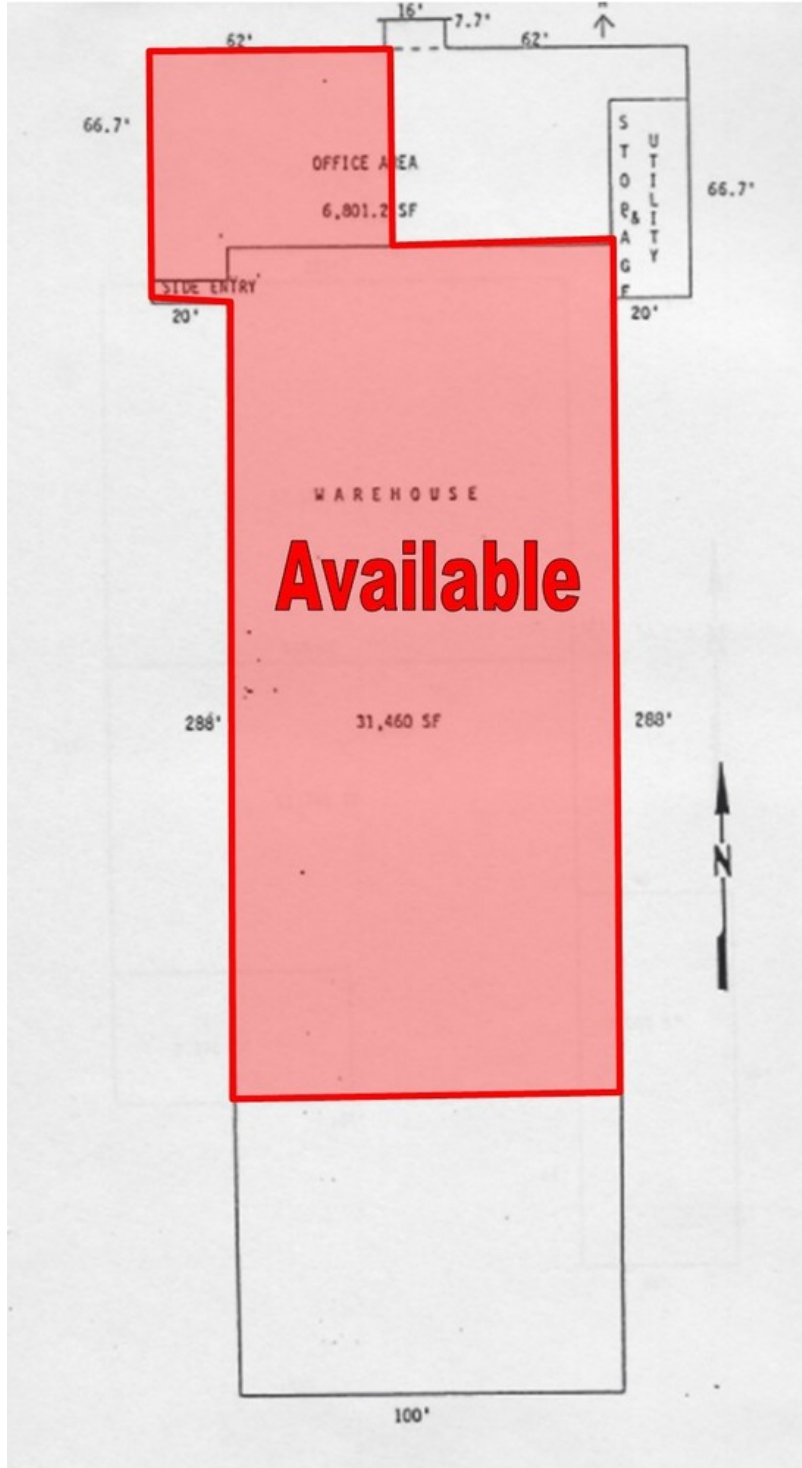 16'
7.7'
62'
62'
66.7'
OFFICE AREA
6,801.2 SF
STORAGE
&
UTILITY
66.7'
SIDE ENTRY
20'
20'
WAREHOUSE
Available
288'
31,460 SF
288'
N
100'